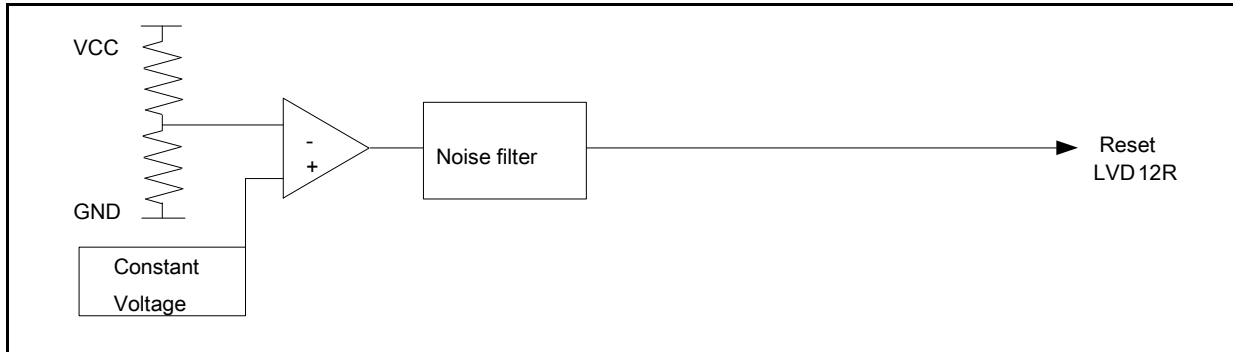 VCC
-
+
Noise filter
Reset
LVD12R
GND
Constant
Voltage